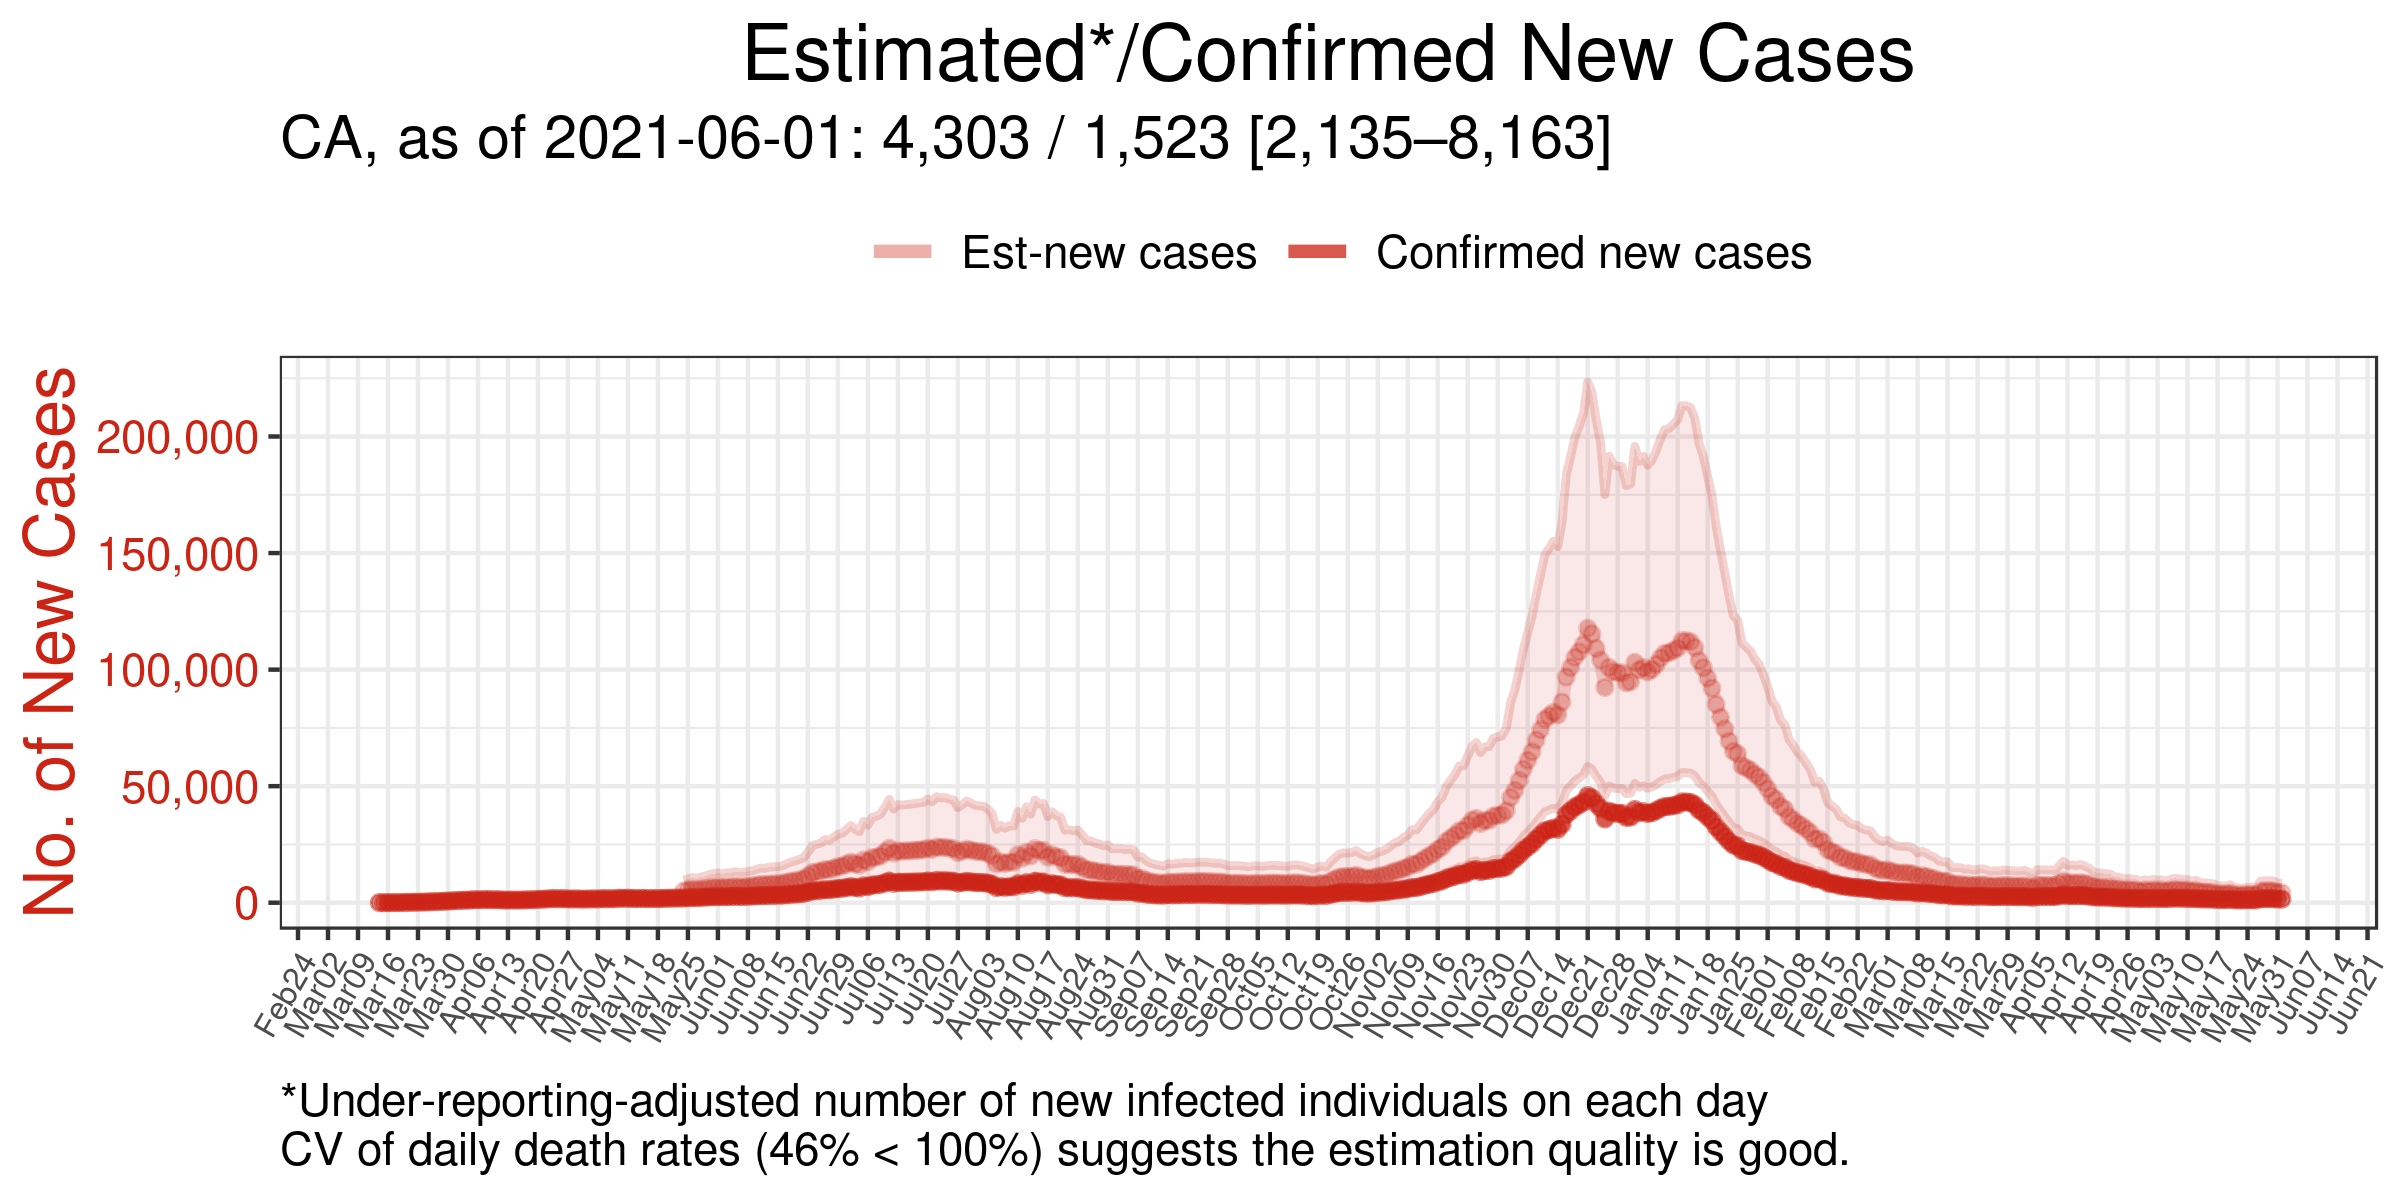 Estimated*/Confirmed New Cases
CA, as of 2021-06-01: 4,303 / 1,523 [2,135–8,163]
Est-new cases
Confirmed new cases
No. of New Cases
200,000
150,000
100,000
50,000
0
Feb24
Mar02
Mar09
Mar16
Mar23
Mar30
Apr06
Apr13
Apr20
Apr27
May04
May11
May18
May25
Jun01
Jun08
Jun15
Jun22
Jun29
Jul06
Jul13
Jul20
Jul27
Aug03
Aug10
Aug17
Aug24
Aug31
Sep07
Sep14
Sep21
Sep28
Oct05
Oct12
Oct19
Oct26
Nov02
Nov09
Nov16
Nov23
Nov30
Dec07
Dec14
Dec21
Dec28
Jan04
Jan11
Jan18
Jan25
Feb01
Feb08
Feb15
Feb22
Mar01
Mar08
Mar15
Mar22
Mar29
Apr05
Apr12
Apr19
Apr26
May03
May10
May17
May24
May31
Jun07
Jun14
Jun21
*Under-reporting-adjusted number of new infected individuals on each day
CV of daily death rates (46% < 100%) suggests the estimation quality is good.